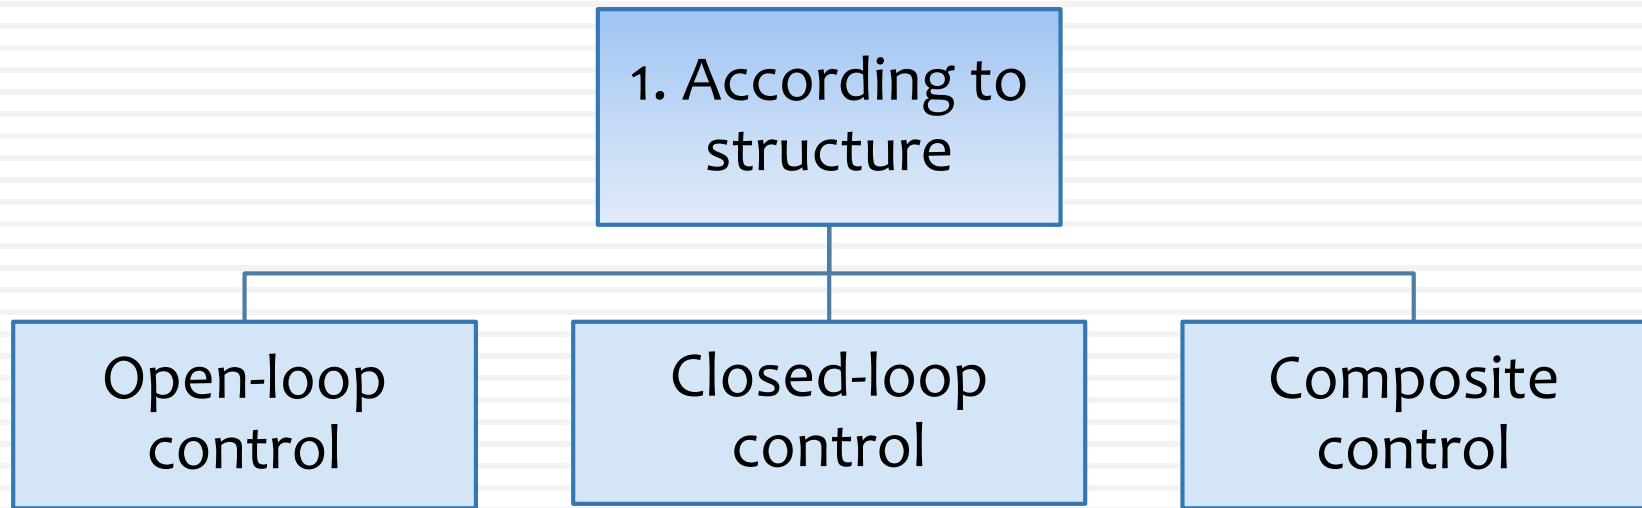 1. According to
structure
Open-loop
control
Closed-loop
control
Composite
control